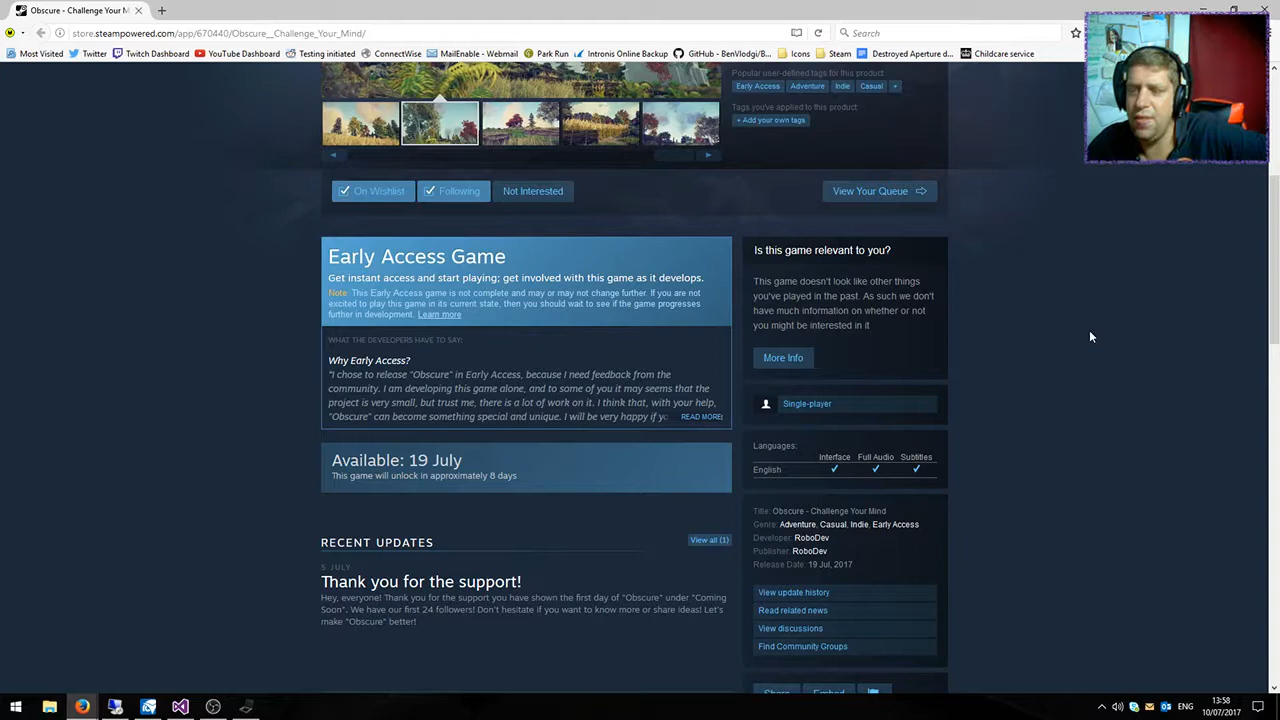 Obscure - Challenge Your M
store.steampowered.com/app/670440/Obscure__Challenge_Your_Mind/
Search
Most Visited Twitter Twitch Dashboard YouTube Dashboard Testing initiated ConnectWise MailEnable - Webmail Park Run Intronis Online Backup GitHub - BenVlodgi/B... Icons Steam Destroyed Aperture d... Childcare service
Popular user-defined tags for this product:
Early Access Adventure Indie Casual +
Tags you've applied to this product:
+ Add your own tags
On Wishlist Following Not Interested View Your Queue
Early Access Game
Get instant access and start playing; get involved with this game as it develops.
Note: This Early Access game is not complete and may or may not change further. If you are not
excited to play this game in its current state, then you should wait to see if the game progresses
further in development. Learn more
WHAT THE DEVELOPERS HAVE TO SAY:
Why Early Access?
"I chose to release "Obscure" in Early Access, because I need feedback from the
community. I am developing this game alone, and to some of you it may seems that the
project is very small, but trust me, there is a lot of work on it. I think that, with your help,
"Obscure" can become something special and unique. I will be very happy if yo READ MORE
Available: 19 July
This game will unlock in approximately 8 days
RECENT UPDATES View all (1)
5 JULY
Thank you for the support!
Hey, everyone! Thank you for the support you have shown the first day of "Obscure" under "Coming
Soon". We have our first 24 followers! Don't hesitate if you want to know more or share ideas! Let's
make "Obscure" better!
Is this game relevant to you?
This game doesn't look like other things
you've played in the past. As such we don't
have much information on whether or not
you might be interested in it
More Info
Single-player
Languages:
Interface Full Audio Subtitles
English
Title: Obscure - Challenge Your Mind
Genre: Adventure, Casual, Indie, Early Access
Developer: RoboDev
Publisher: RoboDev
Release Date: 19 Jul, 2017
View update history
Read related news
View discussions
Find Community Groups
Share Embed
ENG
13:58
10/07/2017